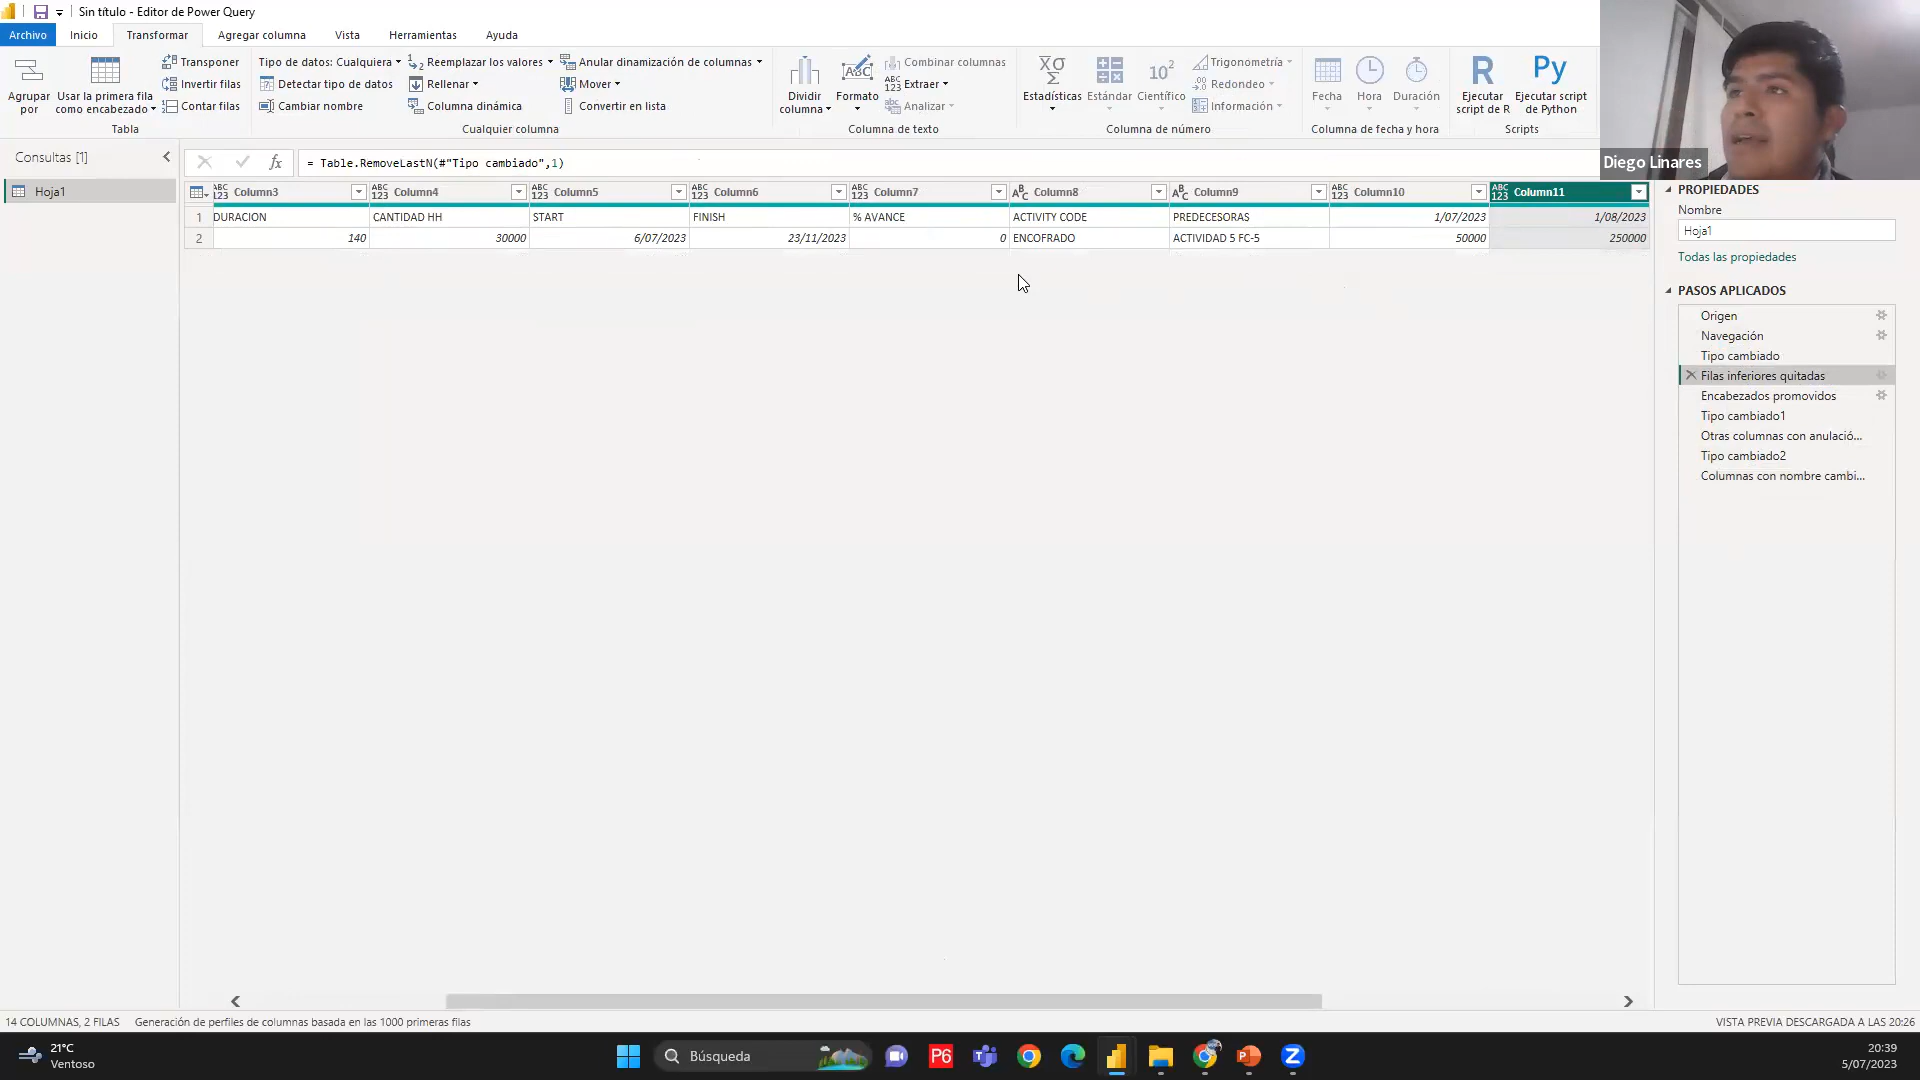 Sin título - Editor de Power Query
Archivo Inicio Transformar Agregar columna Vista Herramientas Ayuda
Agrupar por
Usar la primera fila como encabezado
Transponer
Invertir filas
Contar filas
Tabla
Tipo de datos: Cualquiera
Detectar tipo de datos
Cambiar nombre
Reemplazar los valores
Rellenar
Columna dinámica
Anular dinamización de columnas
Mover
Convertir en lista
Cualquier columna
Dividir columna
Formato
Combinar columnas
Extraer
Analizar
Columna de texto
Estadísticas
Estándar
Científico
Trigonometría
Redondeo
Información
Columna de número
Fecha
Hora
Duración
Columna de fecha y hora
Ejecutar script de R
Ejecutar script de Python
Scripts
Diego Linares
Consultas [1]
Hoja1
= Table.RemoveLastN(#"Tipo cambiado",1)
Column3 Column4 Column5 Column6 Column7 Column8 Column9 Column10 Column11
1 DURACION CANTIDAD HH START FINISH % AVANCE ACTIVITY CODE PREDECESORAS 1/07/2023 1/08/2023
2 140 30000 6/07/2023 23/11/2023 0 ENCOFRADO ACTIVIDAD 5 FC-5 50000 250000
PROPIEDADES
Nombre
Hoja1
Todas las propiedades
PASOS APLICADOS
Origen
Navegación
Tipo cambiado
Filas inferiores quitadas
Encabezados promovidos
Tipo cambiado1
Otras columnas con anulació...
Tipo cambiado2
Columnas con nombre cambi...
14 COLUMNAS, 2 FILAS Generación de perfiles de columnas basada en las 1000 primeras filas
VISTA PREVIA DESCARGADA A LAS 20:26
21°C
Ventoso
Búsqueda
P6
20:39
5/07/2023